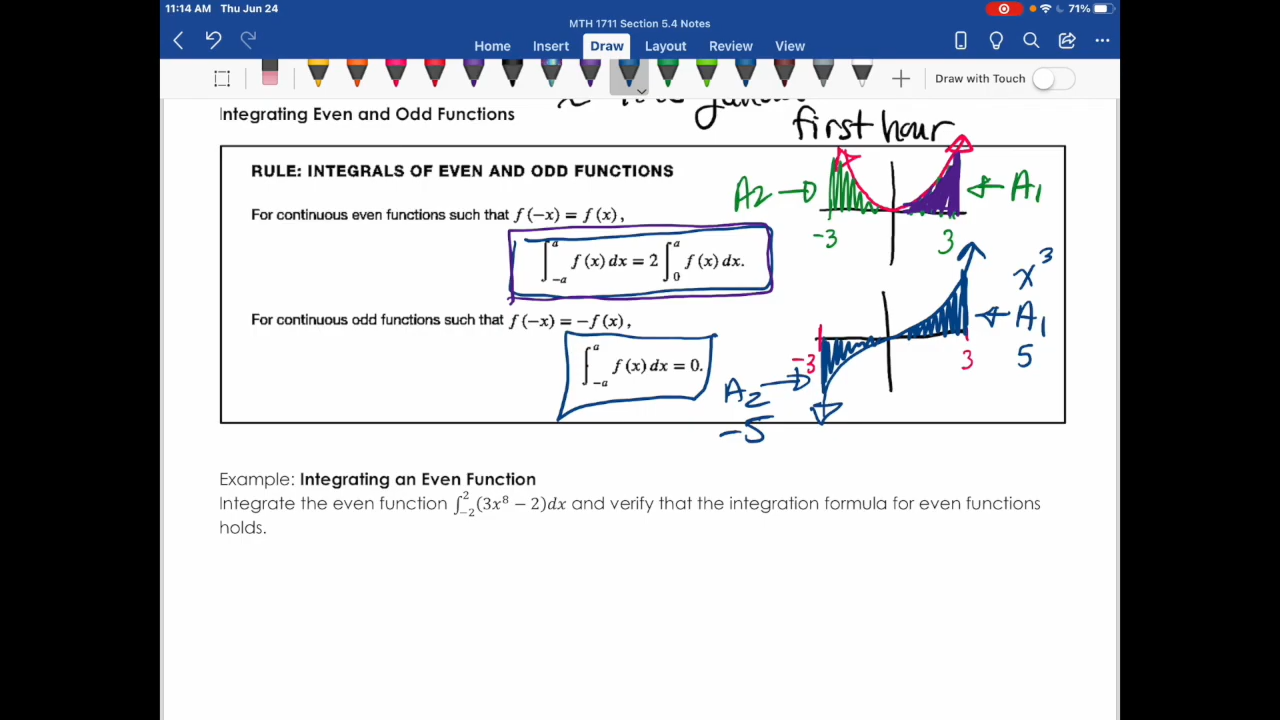 11:14 AM Thu Jun 24
71%
MTH 1711 Section 5.4 Notes
Home Insert Draw Layout Review View
Draw with Touch
Integrating Even and Odd Functions
first hour
RULE: INTEGRALS OF EVEN AND ODD FUNCTIONS
For continuous even functions such that f(−x) = f(x),
∫_{−a}^{a} f(x) dx = 2 ∫_{0}^{a} f(x) dx.
A2 → ← A1
-3 3
For continuous odd functions such that f(−x) = −f(x),
∫_{−a}^{a} f(x) dx = 0.
x³
← A1
5
-3 3
A2 →
-5
Example: Integrating an Even Function
Integrate the even function ∫_{−2}^{2}(3x⁸ − 2)dx and verify that the integration formula for even functions
holds.